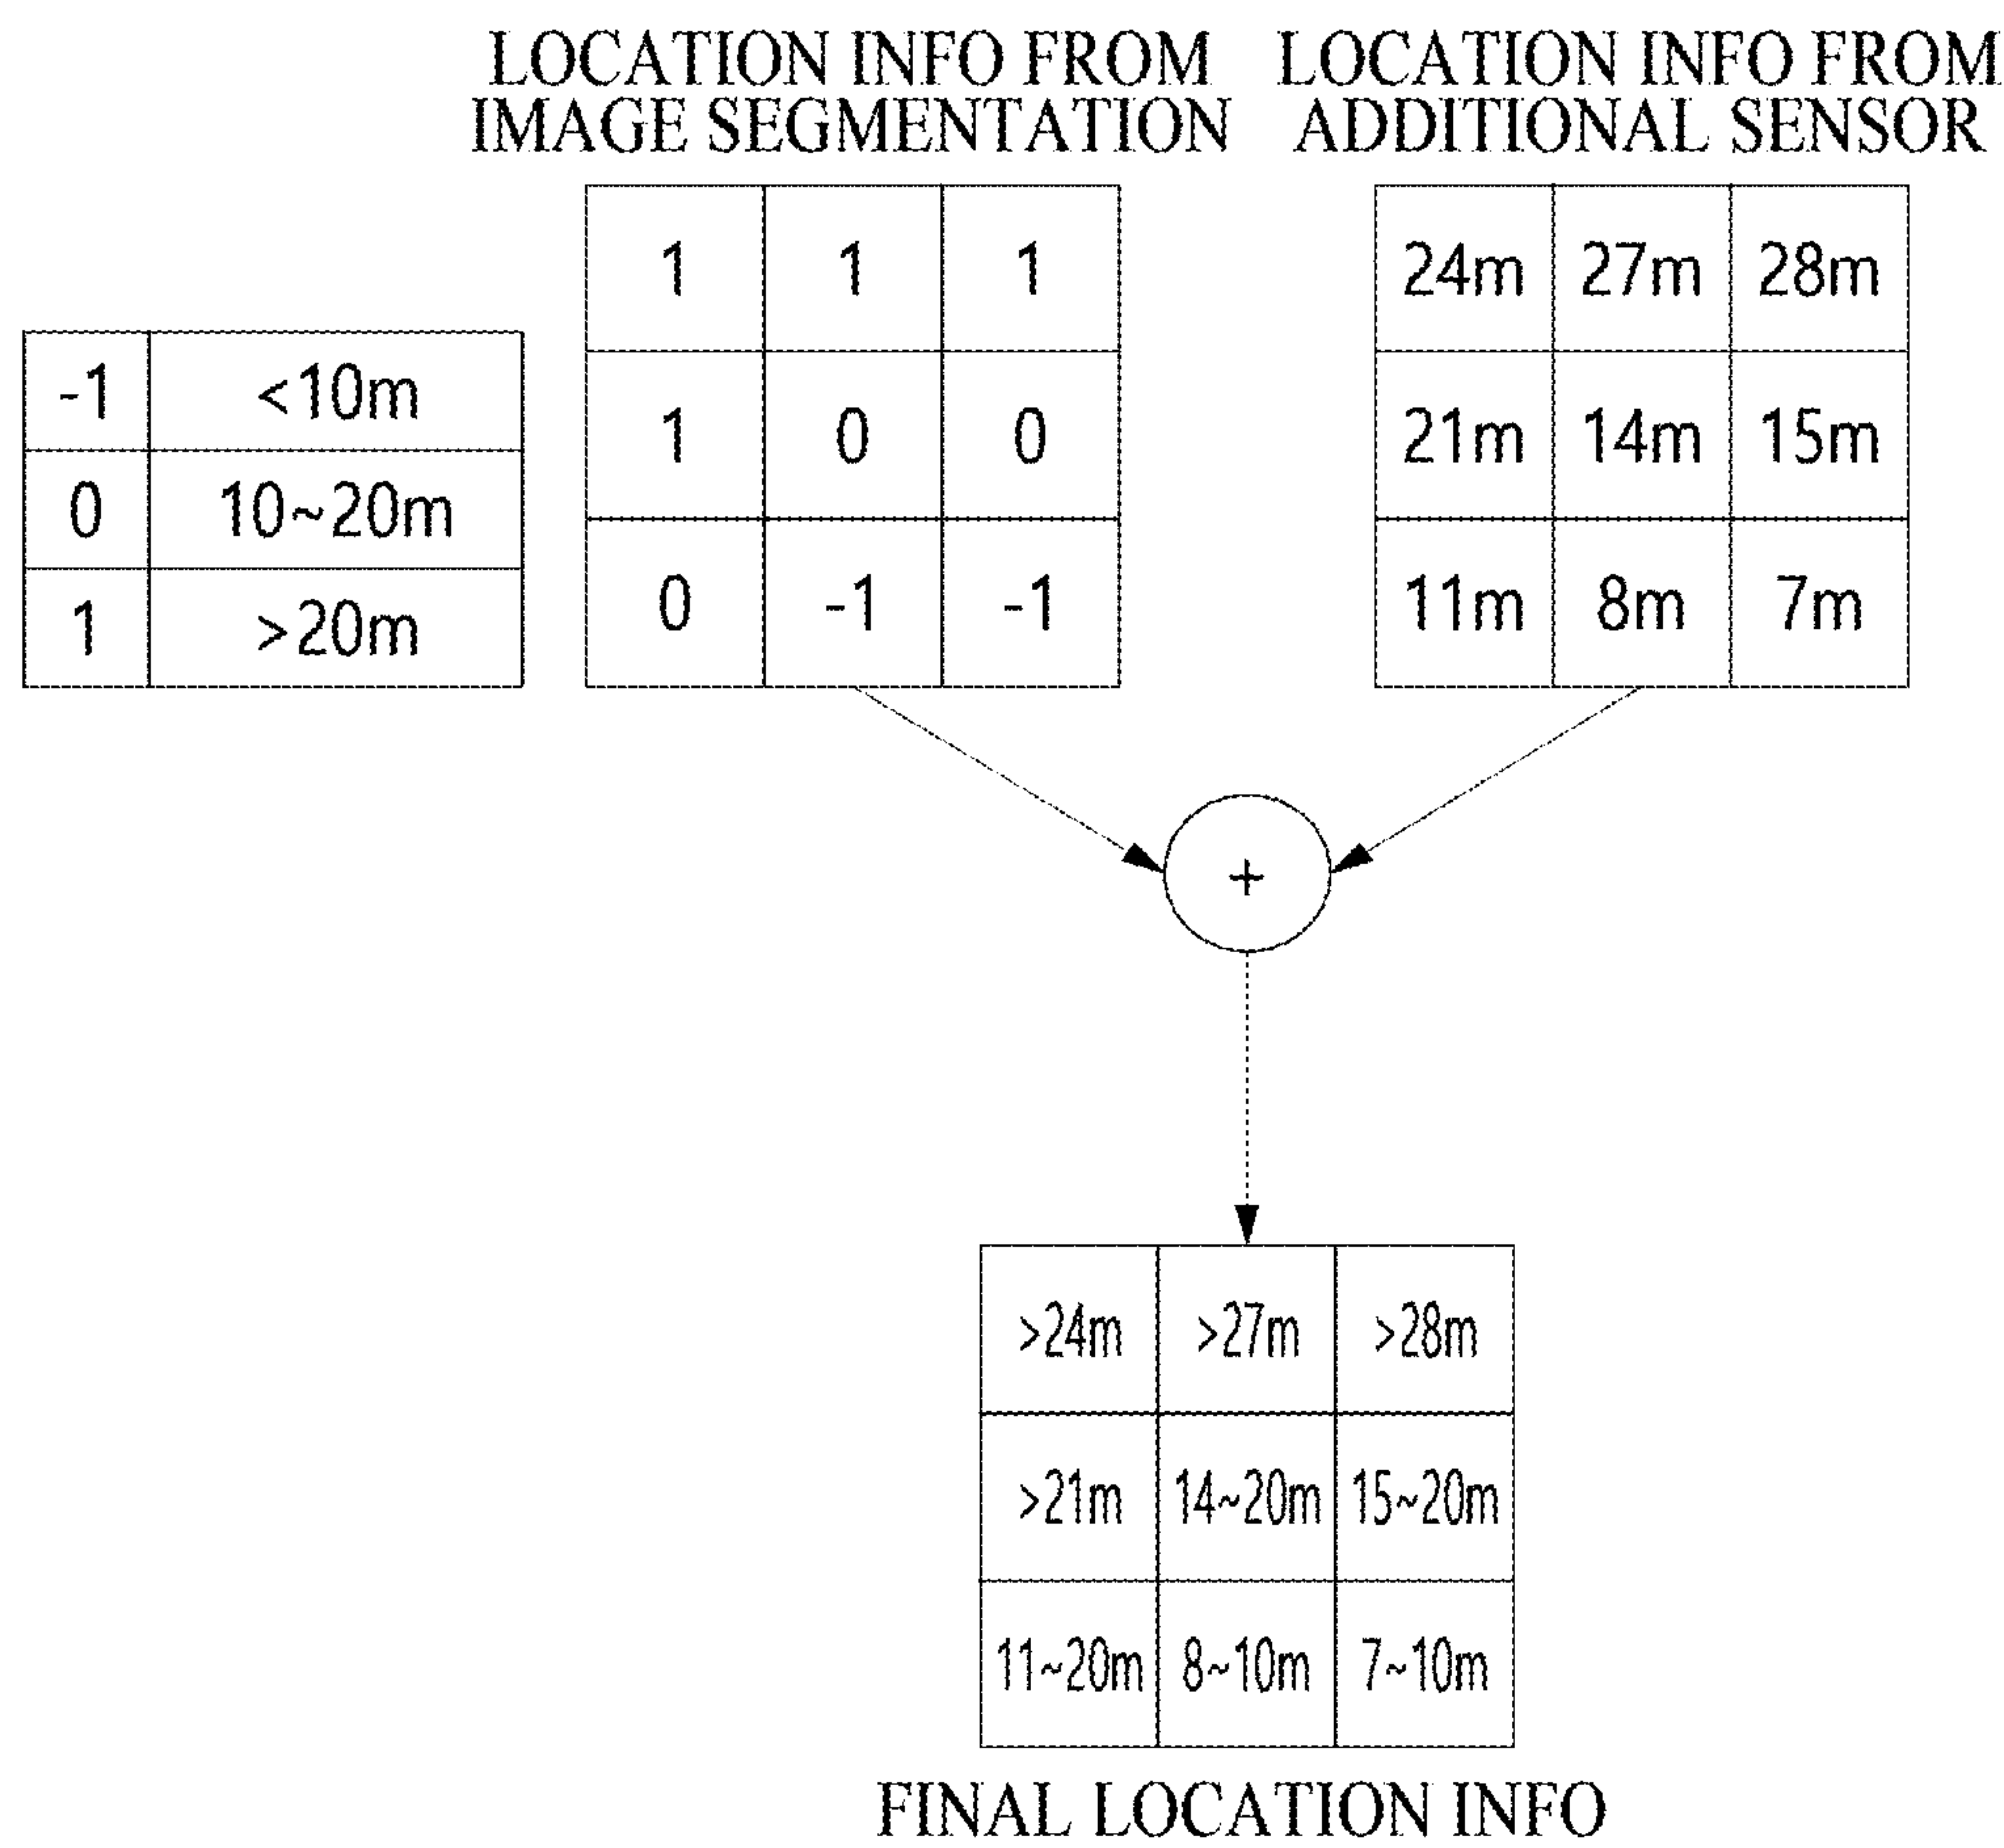 LOCATION INFO FROM
IMAGE SEGMENTATION
LOCATION INFO FROM
ADDITIONAL SENSOR
-1 <10m
0 10~20m
1 >20m
1 1 1
1 0 0
0 -1 -1
24m 27m 28m
21m 14m 15m
11m 8m 7m
+
>24m >27m >28m
>21m 14~20m 15~20m
11~20m 8~10m 7~10m
FINAL LOCATION INFO